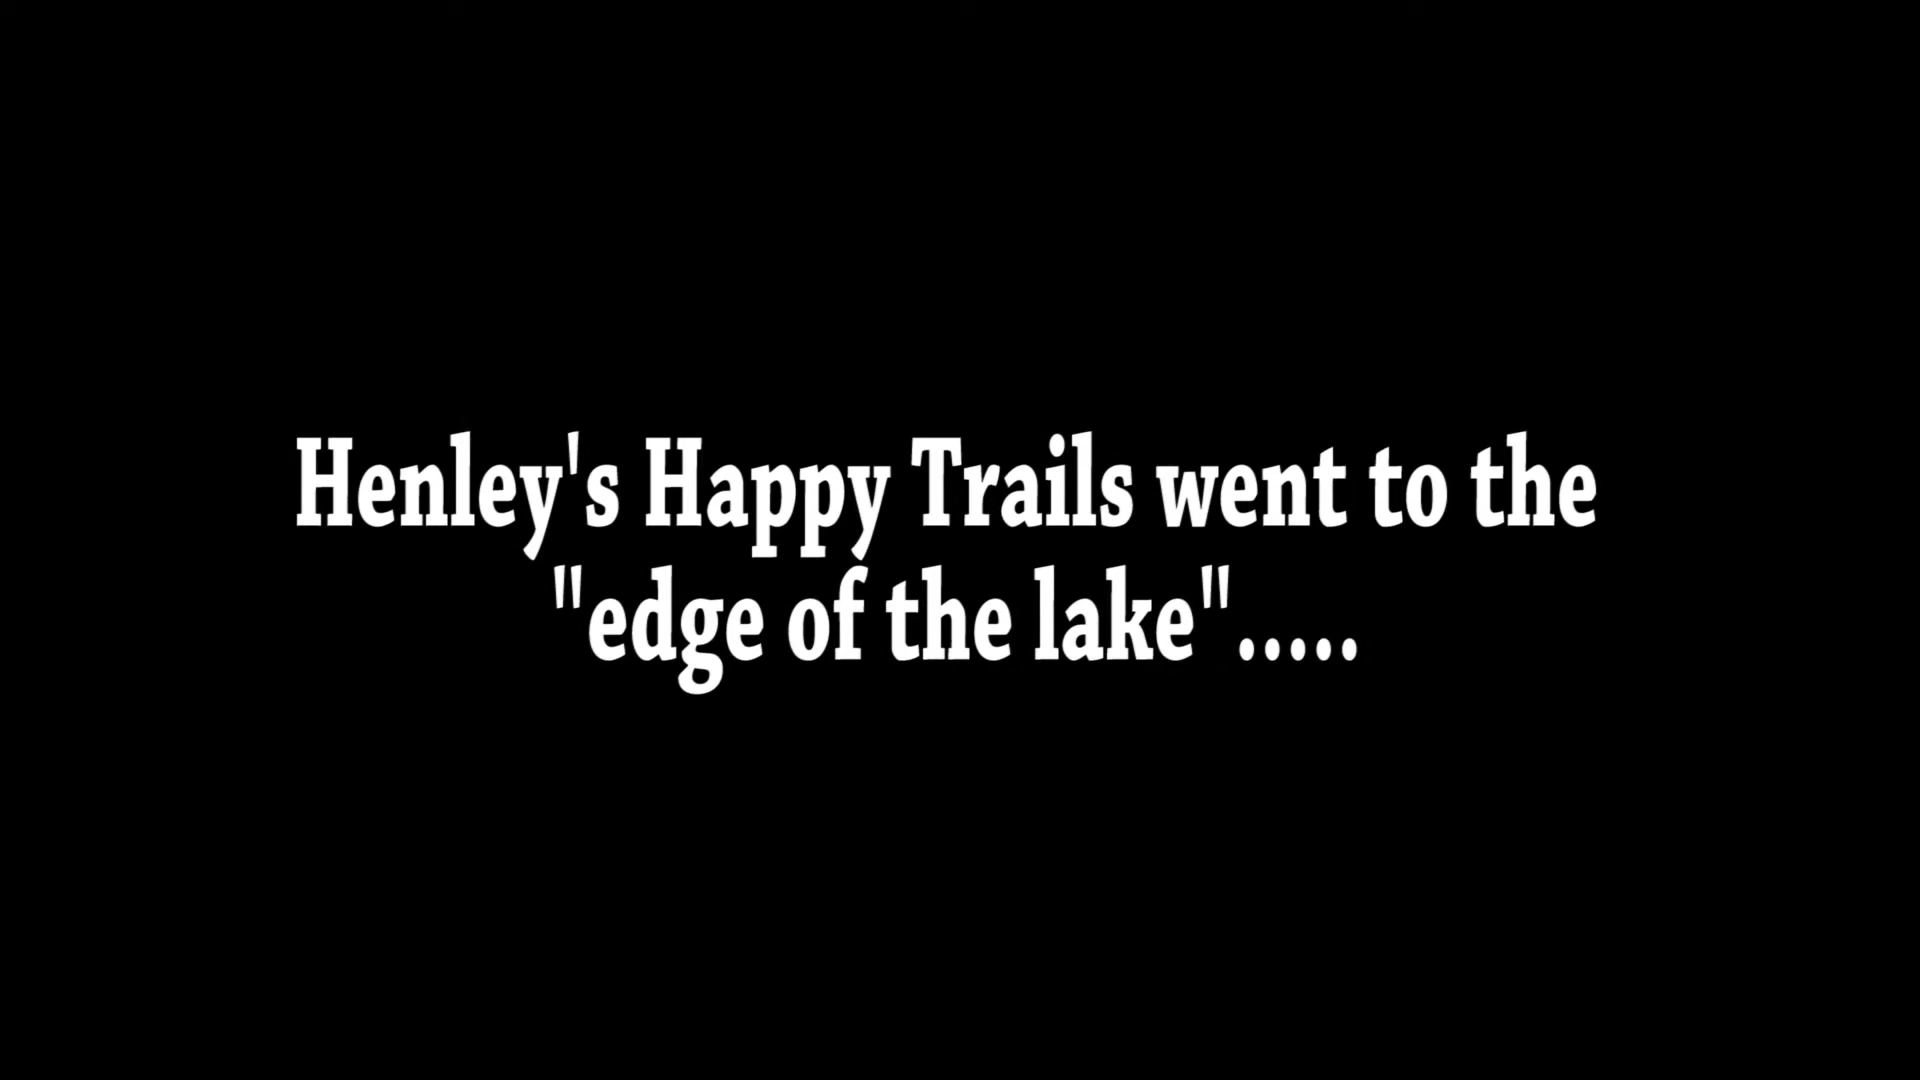 Henley's Happy Trails went to the
"edge of the lake".....